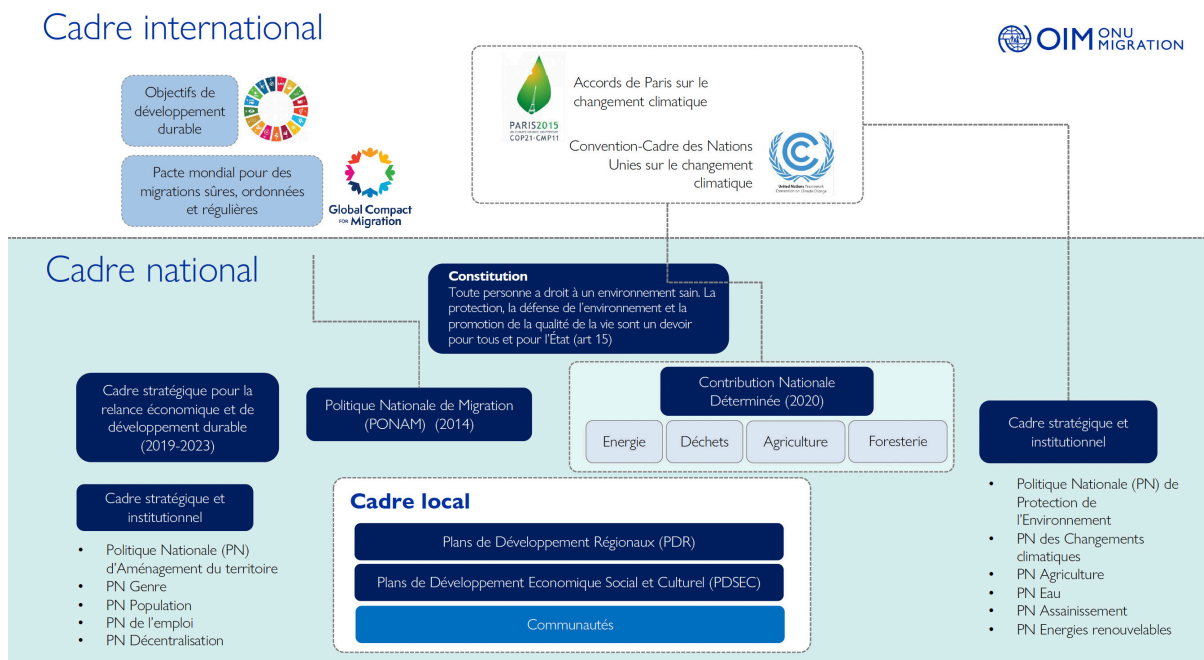 Cadre international
OIM ONU MIGRATION
Objectifs de
développement
durable
Pacte mondial pour des
migrations sûres, ordonnées
et régulières
Global Compact
FOR Migration
PARIS2015
COP21·CMP11
Accords de Paris sur le
changement climatique
Convention-Cadre des Nations
Unies sur le changement
climatique
United Nations Framework
Convention on Climate Change
Cadre national
Constitution
Toute personne a droit à un environnement sain. La
protection, la défense de l’environnement et la
promotion de la qualité de la vie sont un devoir
pour tous et pour l’État (art 15)
Cadre stratégique pour la
relance économique et de
développement durable
(2019-2023)
Politique Nationale de Migration
(PONAM) (2014)
Contribution Nationale
Déterminée (2020)
Energie
Déchets
Agriculture
Foresterie
Cadre stratégique et
institutionnel
• Politique Nationale (PN)
d’Aménagement du territoire
• PN Genre
• PN Population
• PN de l’emploi
• PN Décentralisation
Cadre local
Plans de Développement Régionaux (PDR)
Plans de Développement Economique Social et Culturel (PDSEC)
Communautés
Cadre stratégique et
institutionnel
• Politique Nationale (PN) de
Protection de
l’Environnement
• PN des Changements
climatiques
• PN Agriculture
• PN Eau
• PN Assainissement
• PN Energies renouvelables